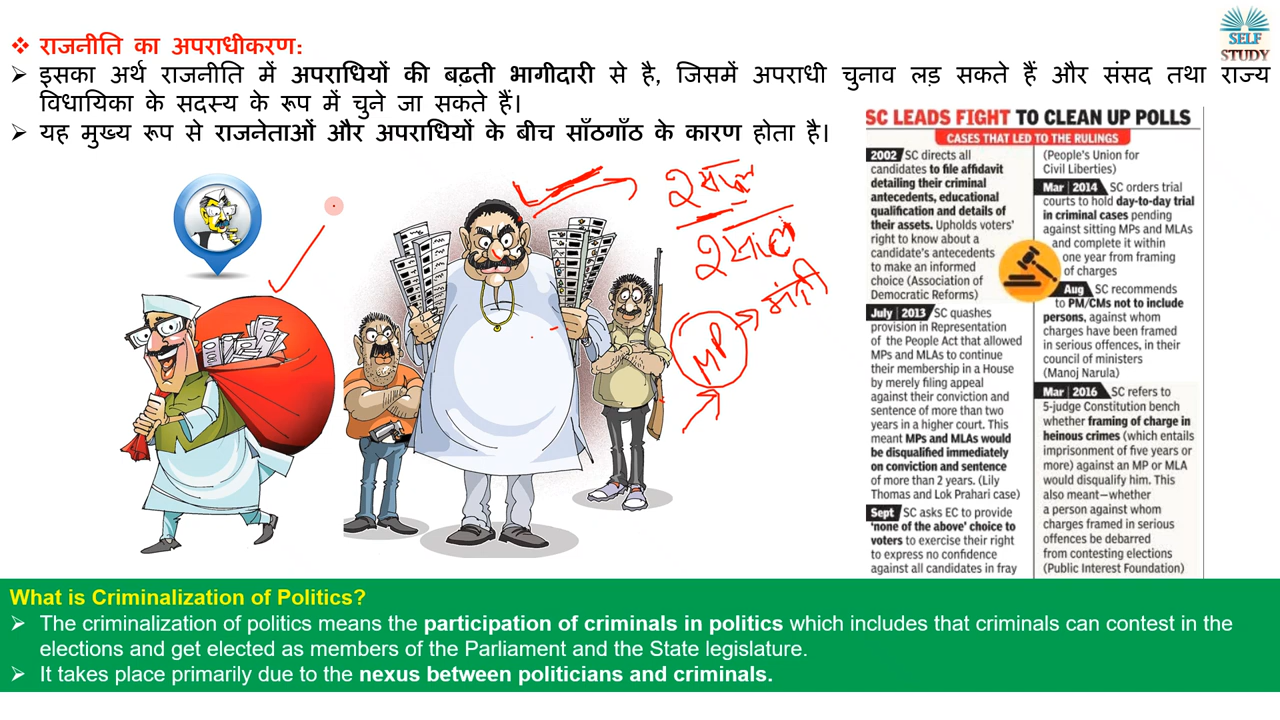 ❖ राजनीति का अपराधीकरण:
➢ इसका अर्थ राजनीति में अपराधियों की बढ़ती भागीदारी से है, जिसमें अपराधी चुनाव लड़ सकते हैं और संसद तथा राज्य
विधायिका के सदस्य के रूप में चुने जा सकते हैं।
➢ यह मुख्य रूप से राजनेताओं और अपराधियों के बीच साँठगाँठ के कारण होता है।
SELF
STUDY
२ साल
२ साल
MP
मंत्री
SC LEADS FIGHT TO CLEAN UP POLLS
CASES THAT LED TO THE RULINGS
2002 SC directs all
candidates to file affidavit
detailing their criminal
antecedents, educational
qualification and details of
their assets. Upholds voters'
right to know about a
candidate's antecedents
to make an informed
choice (Association of
Democratic Reforms)
July | 2013 SC quashes
provision in Representation
of the People Act that allowed
MPs and MLAs to continue
their membership in a House
by merely filing appeal
against their conviction and
sentence of more than two
years in a higher court. This
meant MPs and MLAs would
be disqualified immediately
on conviction and sentence
of more than 2 years. (Lily
Thomas and Lok Prahari case)
Sept SC asks EC to provide
'none of the above' choice to
voters to exercise their right
to express no confidence
against all candidates in fray
(People's Union for
Civil Liberties)
Mar | 2014 SC orders trial
courts to hold day-to-day trial
in criminal cases pending
against sitting MPs and MLAs
and complete it within
one year from framing
of charges
Aug SC recommends
to PM/CMs not to include
persons, against whom
charges have been framed
in serious offences, in their
council of ministers
(Manoj Narula)
Mar | 2016 SC refers to
5-judge Constitution bench
whether framing of charge in
heinous crimes (which entails
imprisonment of five years or
more) against an MP or MLA
would disqualify him. This
also meant—whether
a person against whom
charges framed in serious
offences be debarred
from contesting elections
(Public Interest Foundation)
What is Criminalization of Politics?
➢ The criminalization of politics means the participation of criminals in politics which includes that criminals can contest in the
elections and get elected as members of the Parliament and the State legislature.
➢ It takes place primarily due to the nexus between politicians and criminals.